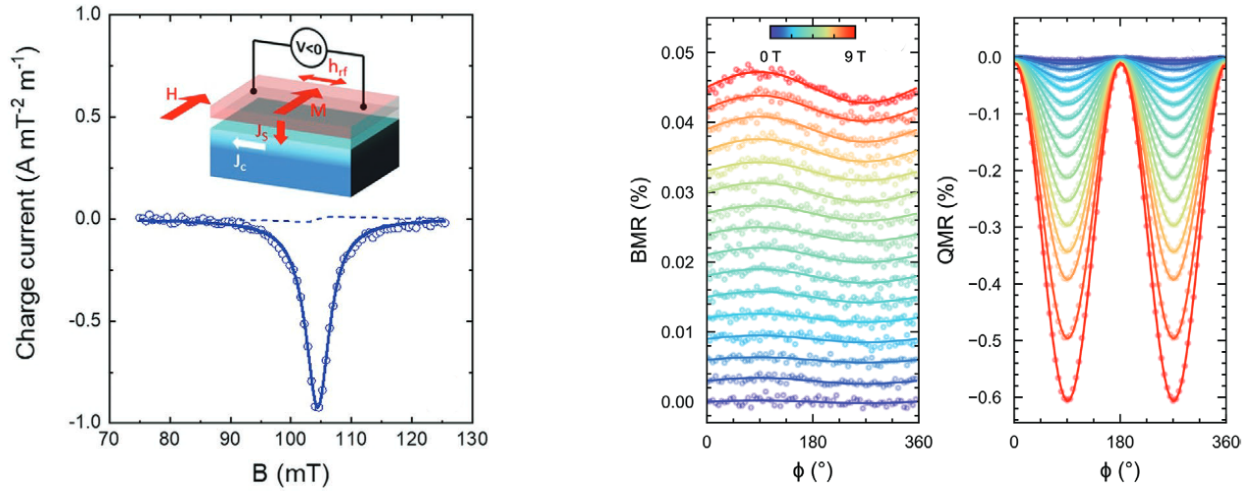 Charge current (A mT⁻² m⁻¹)
1.0
0.5
0.0
-0.5
-1.0
70 80 90 100 110 120 130
B (mT)
V<0
h_rf
H
M
J_S
J_c
BMR (%)
0.05
0.04
0.03
0.02
0.01
0.00
0 180 360
ϕ (°)
0 T 9 T
QMR (%)
0.0
−0.1
−0.2
−0.3
−0.4
−0.5
−0.6
0 180 360
ϕ (°)